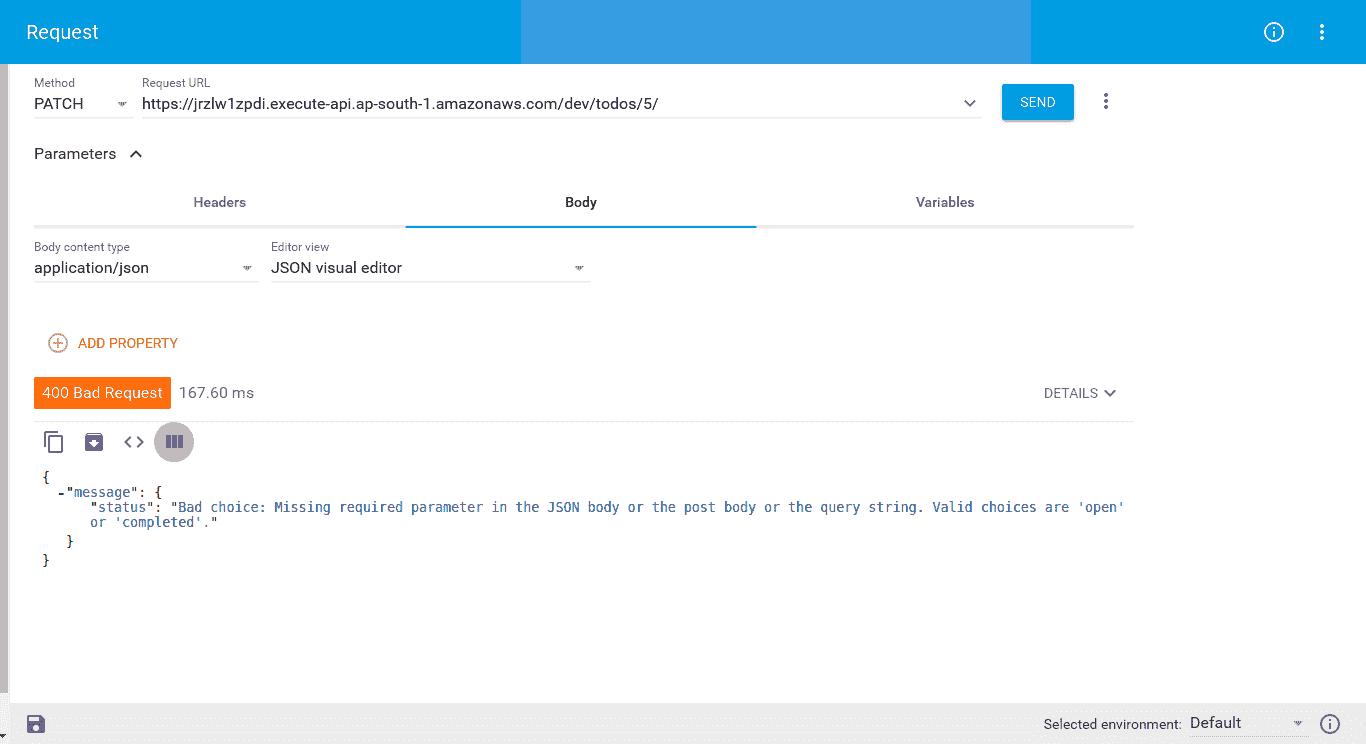 Request
Method
Request URL
PATCH
https://jrzlw1zpdi.execute-api.ap-south-1.amazonaws.com/dev/todos/5/
SEND
Parameters
Headers
Body
Variables
Body content type
Editor view
application/json
JSON visual editor
ADD PROPERTY
400 Bad Request
167.60 ms
DETAILS
{
-"message": {
"status": "Bad choice: Missing required parameter in the JSON body or the post body or the query string. Valid choices are 'open'
or 'completed'."
}
}
Selected environment:
Default